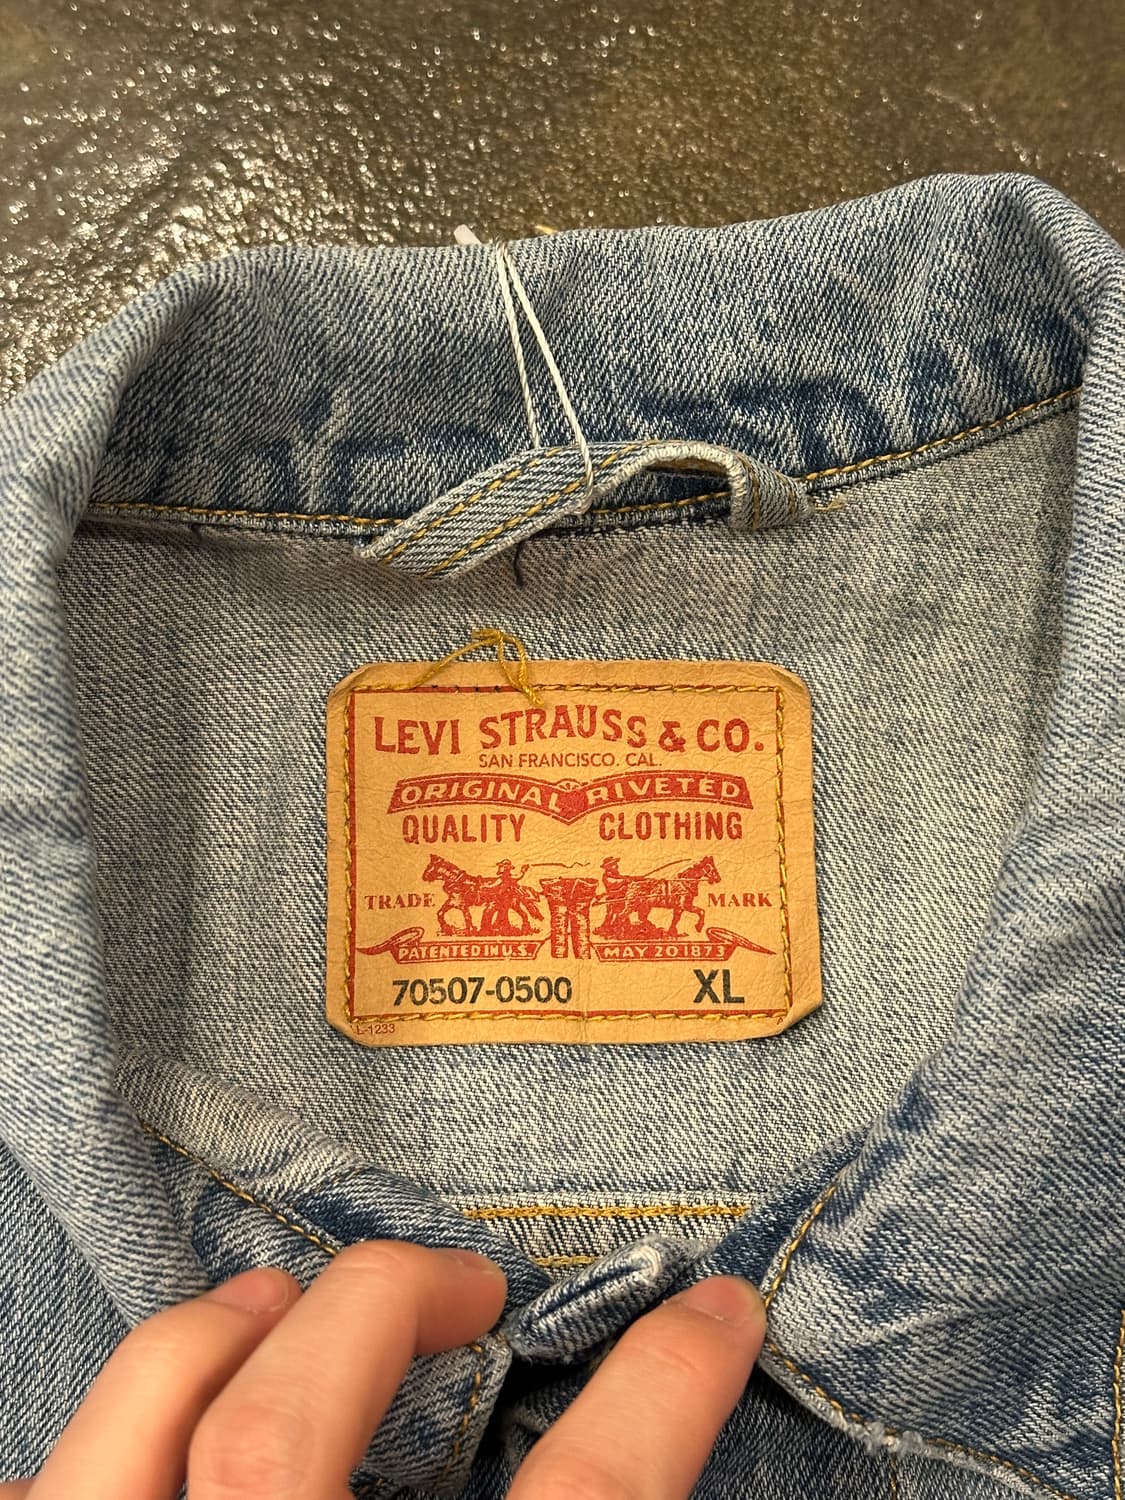 LEVI STRAUSS & CO.
SAN FRANCISCO. CAL.
ORIGINAL RIVETED
QUALITY CLOTHING
TRADE MARK
PATENTED IN U.S. MAY 20 1873
70507-0500 XL
L-1233